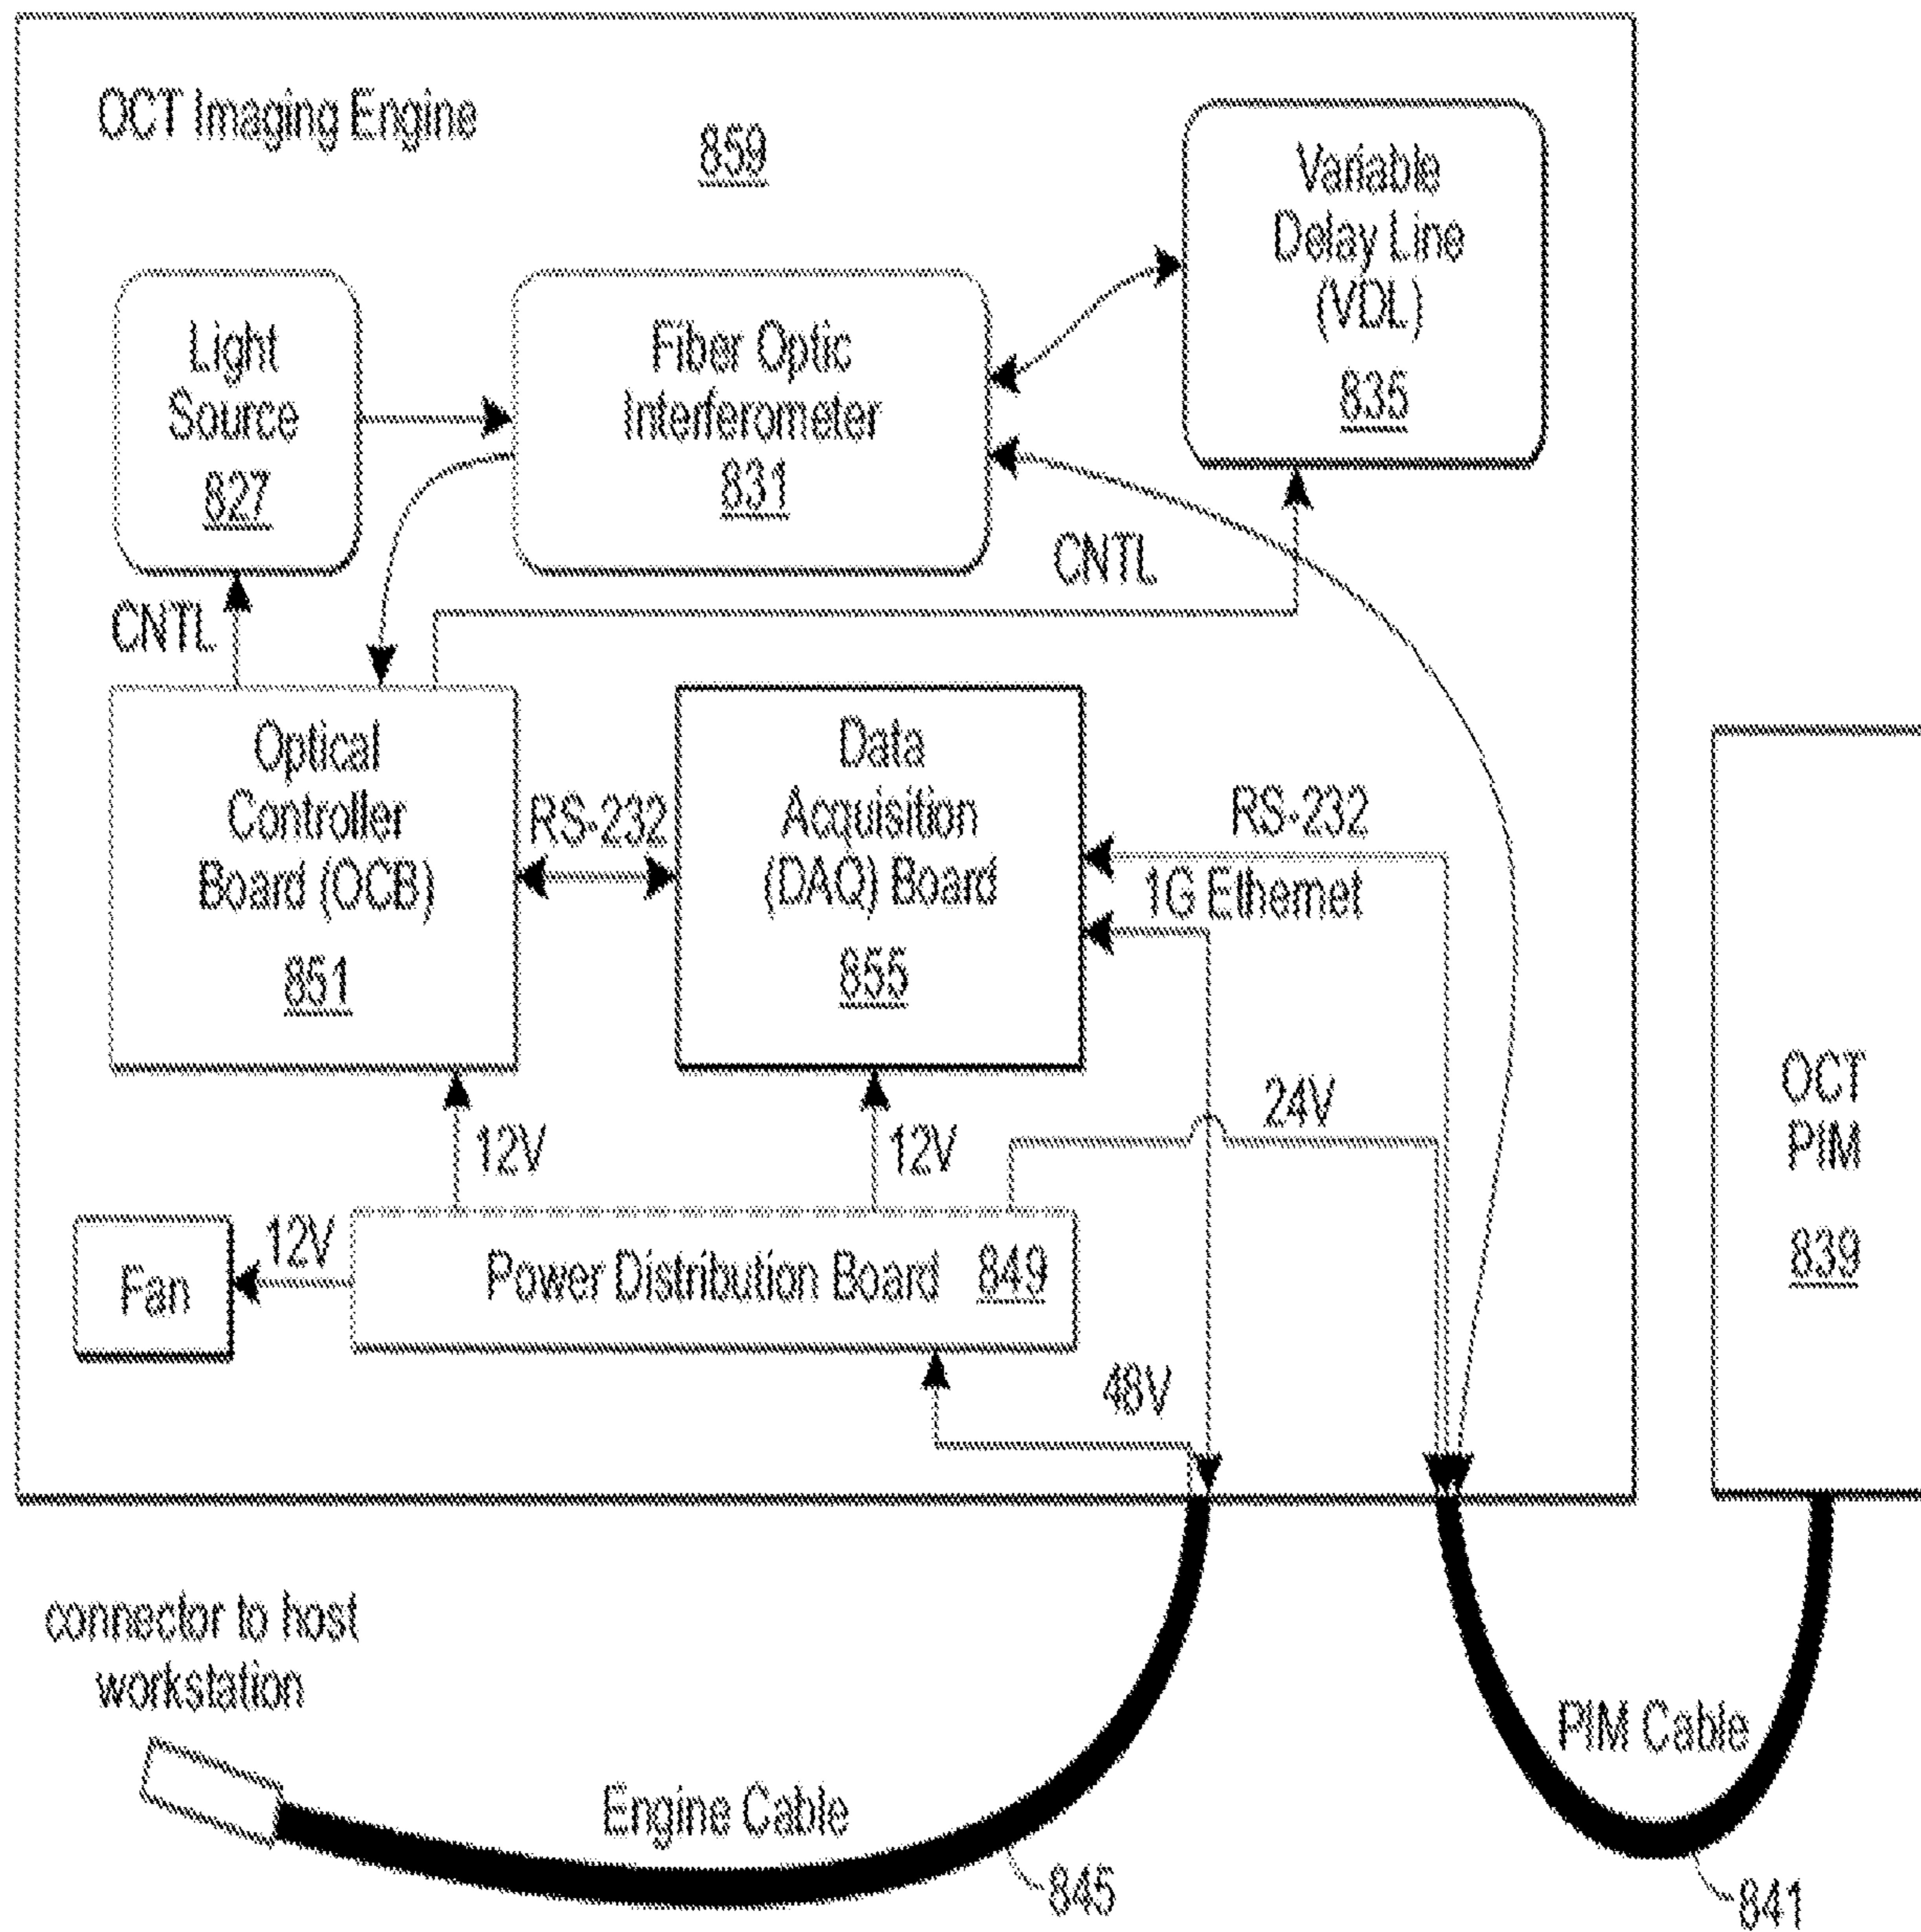 OCT Imaging Engine
859
Variable
Delay Line
(VDL)
835
Light
Source
827
Fiber Optic
Interferometer
831
CNTL
CNTL
Optical
Controller
Board (OCB)
851
RS-232
Data
Acquisition
(DAQ) Board
855
RS-232
1G Ethernet
OCT
PIM
839
12V
12V
24V
Fan
12V
Power Distribution Board 849
48V
connector to host
workstation
Engine Cable
845
PIM Cable
841